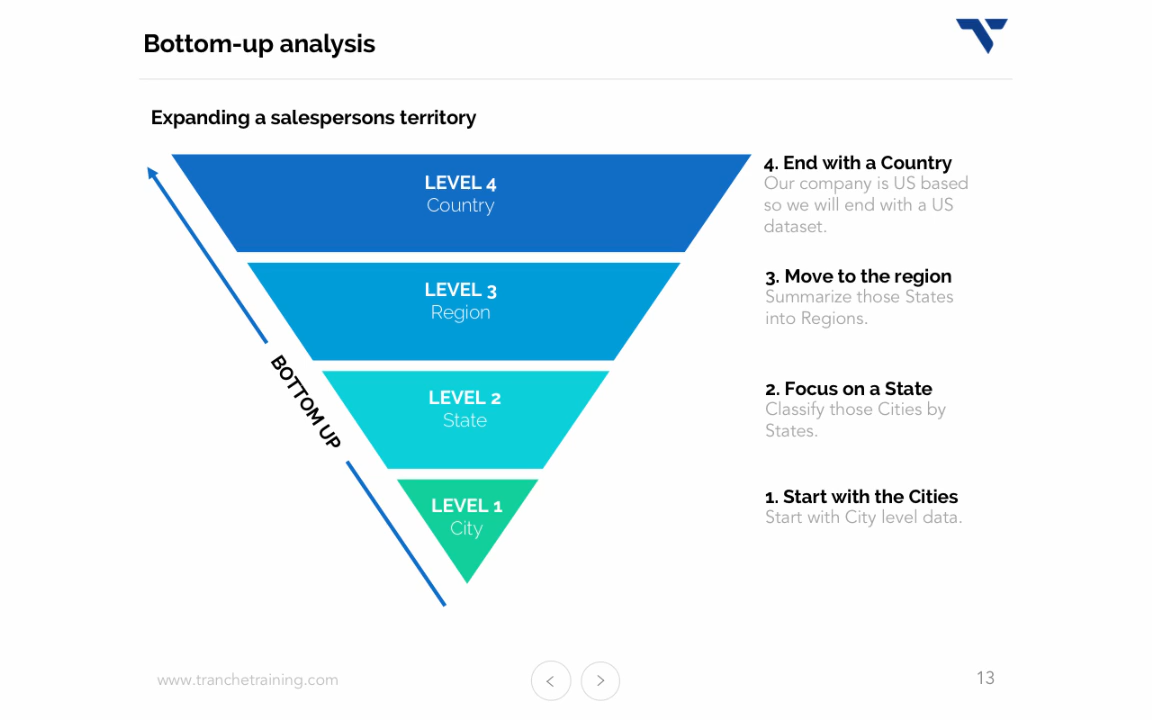 Bottom-up analysis
Expanding a salespersons territory
LEVEL 4
Country
4. End with a Country
Our company is US based
so we will end with a US
dataset.
LEVEL 3
Region
3. Move to the region
Summarize those States
into Regions.
BOTTOM UP
LEVEL 2
State
2. Focus on a State
Classify those Cities by
States.
LEVEL 1
City
1. Start with the Cities
Start with City level data.
www.tranchetraining.com
13